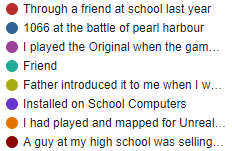 Through a friend at school last year
1066 at the battle of pearl harbour
I played the Original when the gam…
Friend
Father introduced it to me when I w…
Installed on School Computers
I had played and mapped for Unreal…
A guy at my high school was selling…